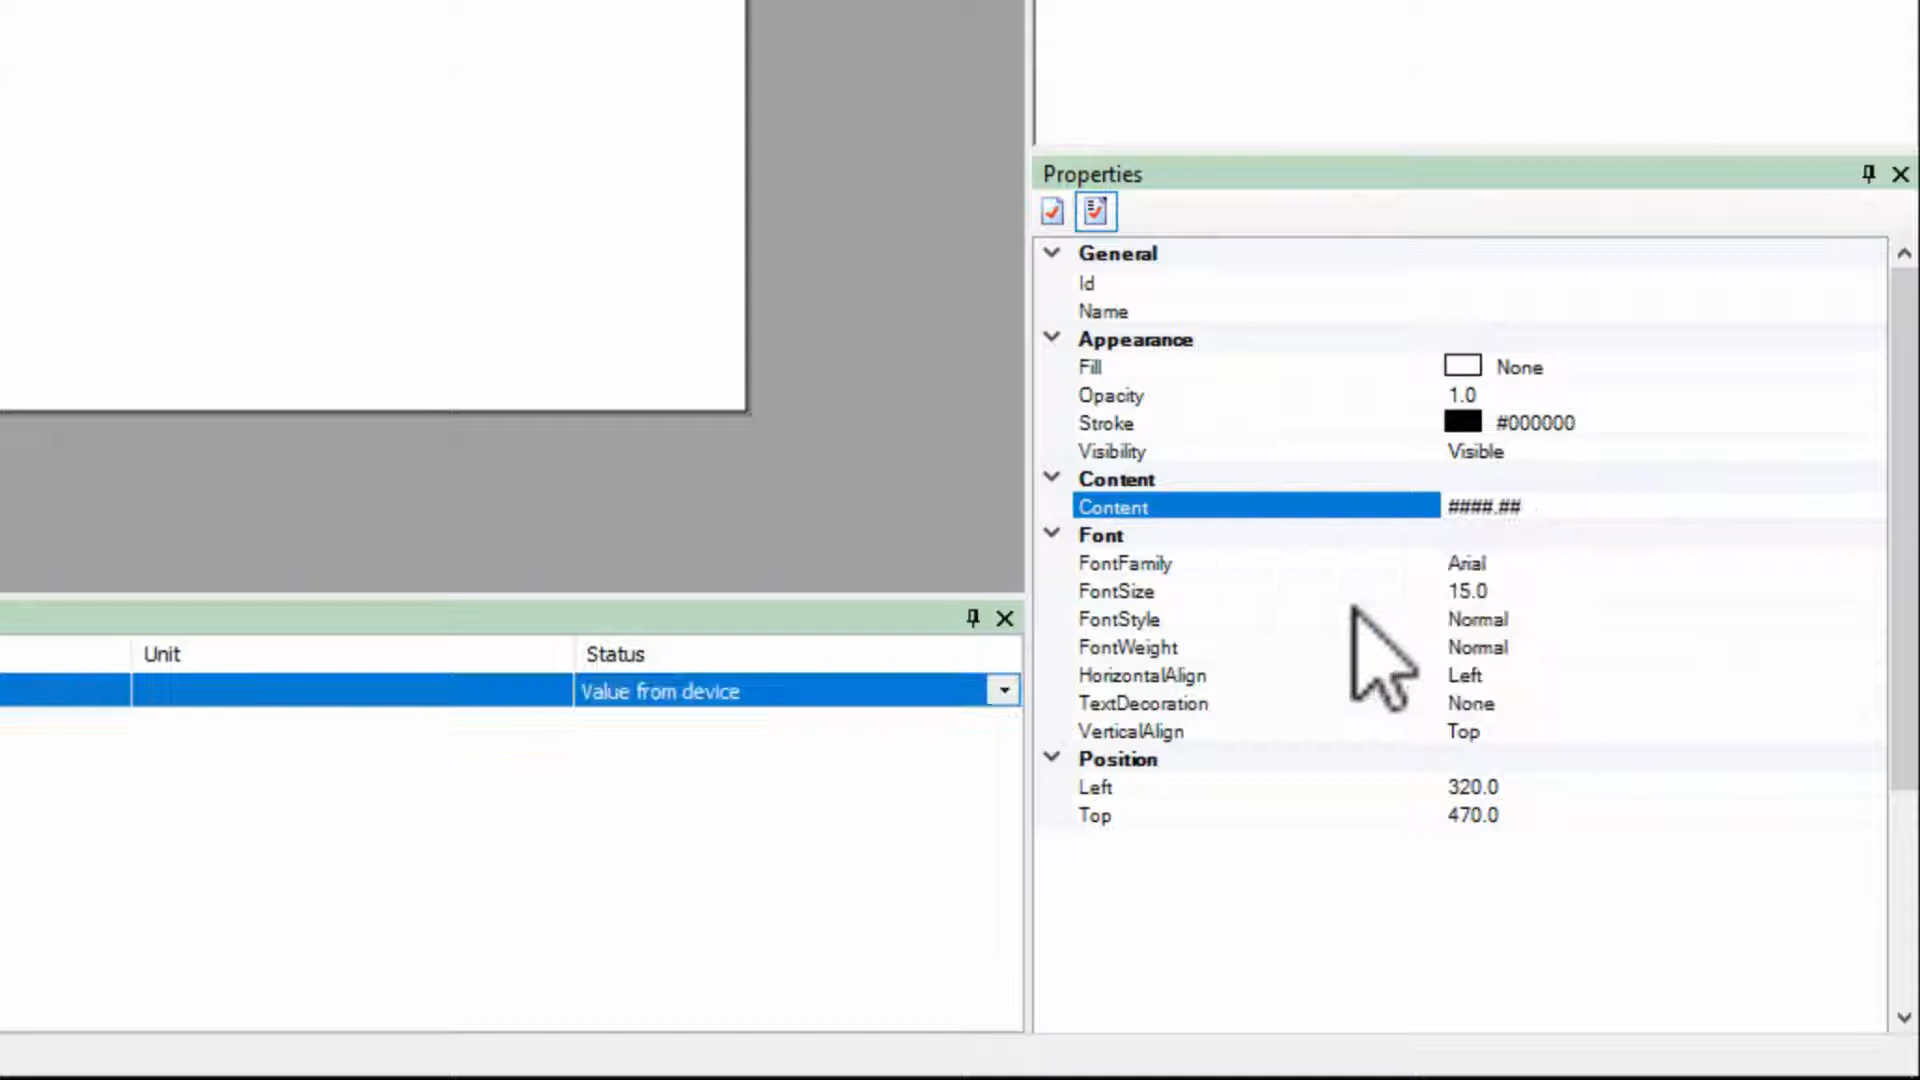 Properties
General
Id
Name
Appearance
Fill None
Opacity 1.0
Stroke #000000
Visibility Visible
Content
Content ####.##
Font
FontFamily Arial
FontSize 15.0
FontStyle Normal
FontWeight Normal
HorizontalAlign Left
TextDecoration None
VerticalAlign Top
Position
Left 320.0
Top 470.0
Unit Status
Value from device